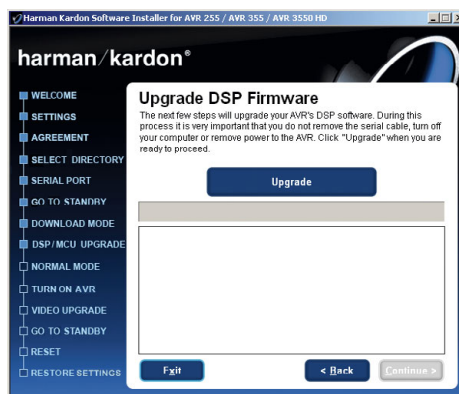 Harman Kardon Software Installer for AVR 255 / AVR 355 / AVR 3550 HD
harman/kardon®
WELCOME
SETTINGS
AGREEMENT
SELECT DIRECTORY
SERIAL PORT
GO TO STANDBY
DOWNLOAD MODE
DSP/MCU UPGRADE
NORMAL MODE
TURN ON AVR
VIDEO UPGRADE
GO TO STANDBY
RESET
RESTORE SETTINGS
Upgrade DSP Firmware
The next few steps will upgrade your AVR's DSP software. During this
process it is very important that you do not remove the serial cable, turn off
your computer or remove power to the AVR. Click "Upgrade" when you are
ready to proceed.
Upgrade
Exit
< Back
Continue >